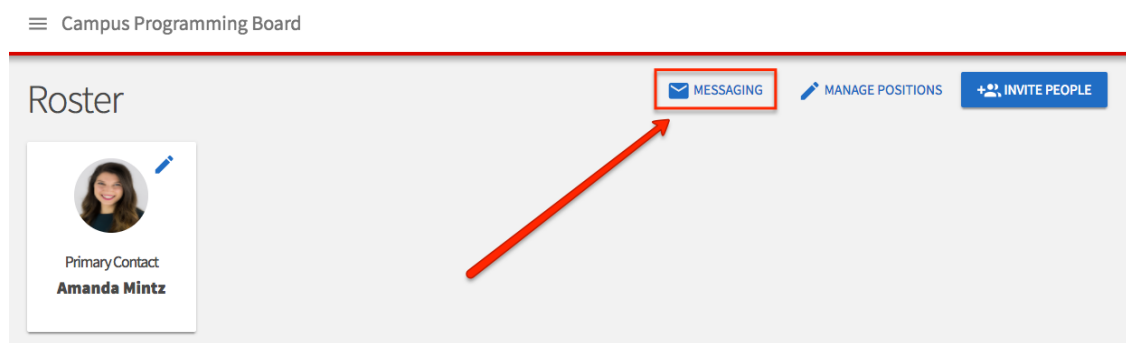 Campus Programming Board
Roster
MESSAGING
MANAGE POSITIONS
INVITE PEOPLE
Primary Contact
Amanda Mintz